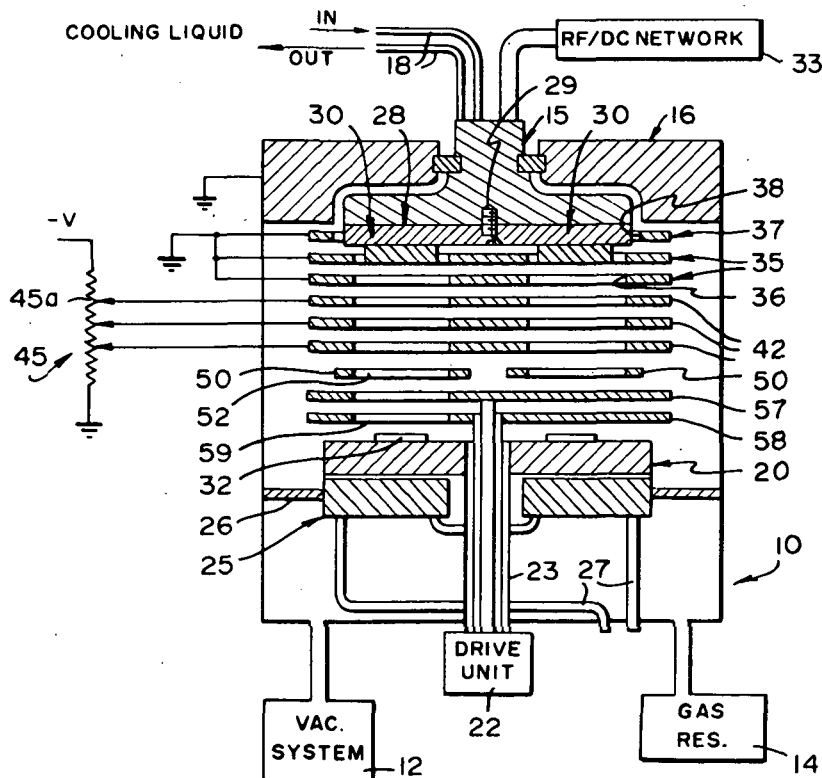 COOLING LIQUID
IN
OUT
18
RF/DC NETWORK
33
29
15
16
30
28
30
38
37
35
36
-V
45a
45
42
50
52
50
57
59
58
32
20
26
25
23
27
10
DRIVE
UNIT
22
VAC.
SYSTEM
12
GAS
RES.
14